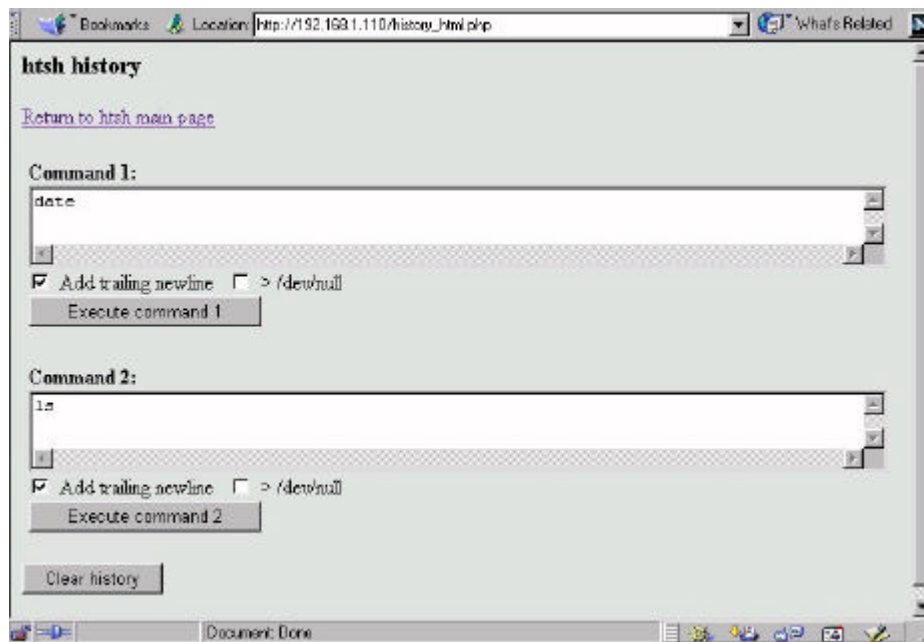 Bookmarks Location: http://192.168.1.110/history_html.php What's Related
htsh history
Return to htsh main page
Command 1:
date
Add trailing newline > /dev/null
Execute command 1
Command 2:
ls
Add trailing newline > /dev/null
Execute command 2
Clear history
Document: Done